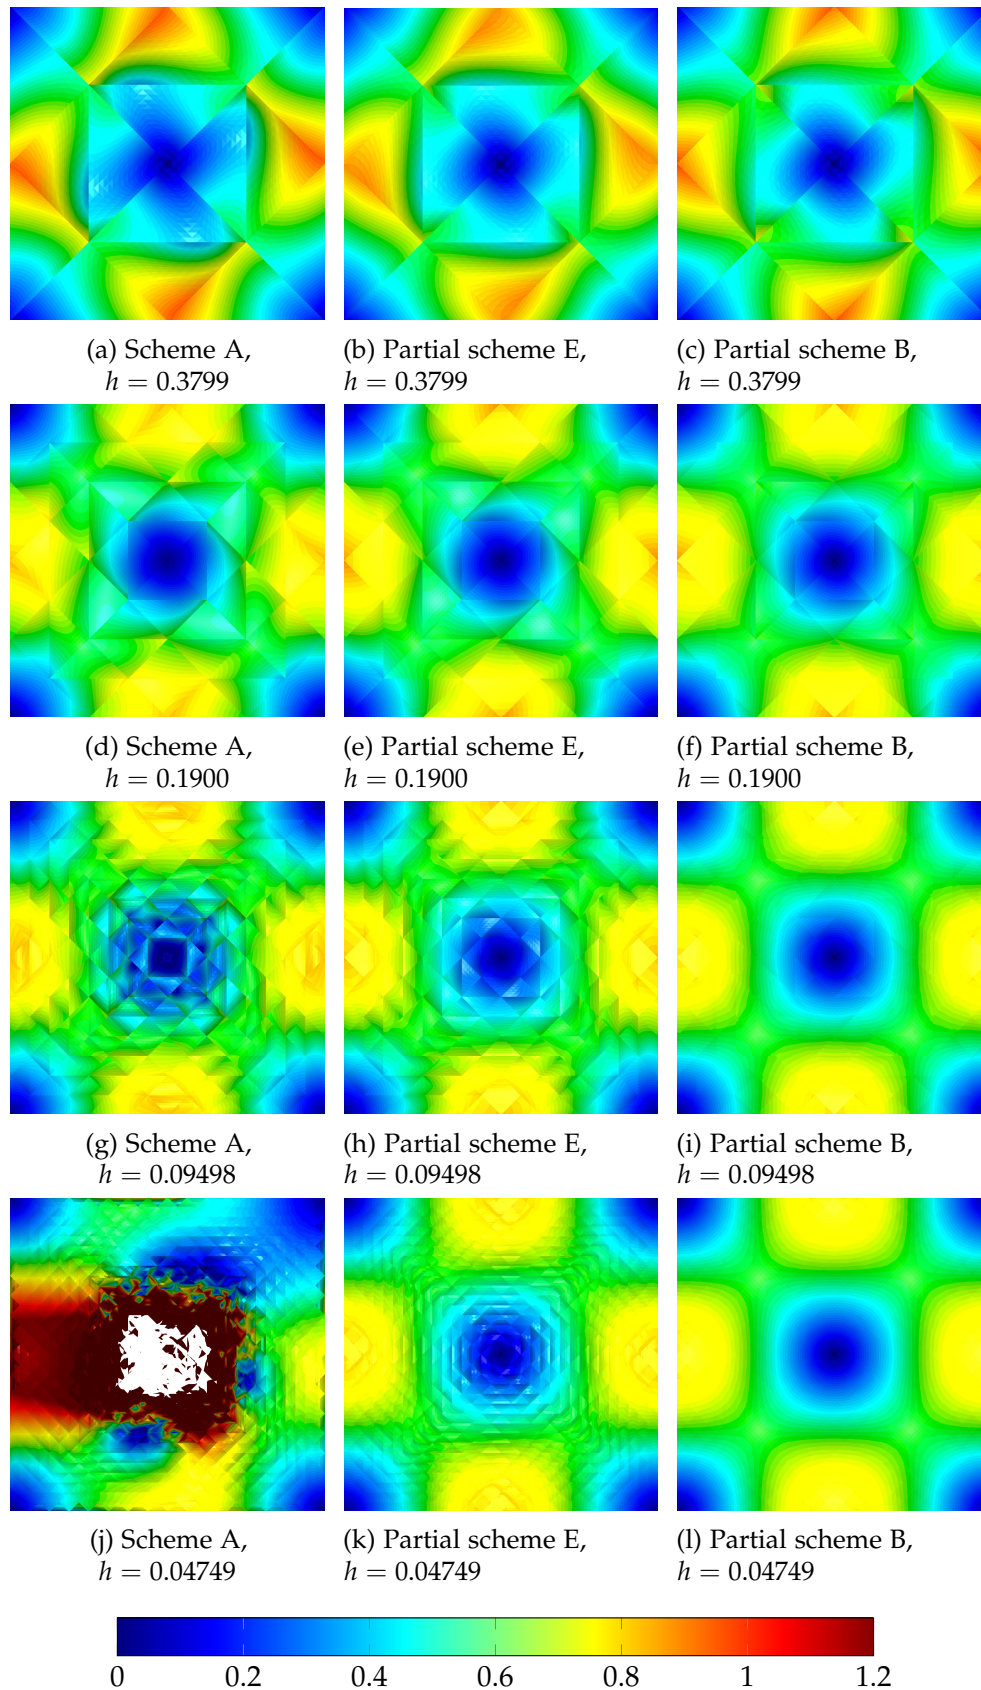 (a) Scheme A,
h = 0.3799
(b) Partial scheme E,
h = 0.3799
(c) Partial scheme B,
h = 0.3799
(d) Scheme A,
h = 0.1900
(e) Partial scheme E,
h = 0.1900
(f) Partial scheme B,
h = 0.1900
(g) Scheme A,
h = 0.09498
(h) Partial scheme E,
h = 0.09498
(i) Partial scheme B,
h = 0.09498
(j) Scheme A,
h = 0.04749
(k) Partial scheme E,
h = 0.04749
(l) Partial scheme B,
h = 0.04749
0 0.2 0.4 0.6 0.8 1 1.2